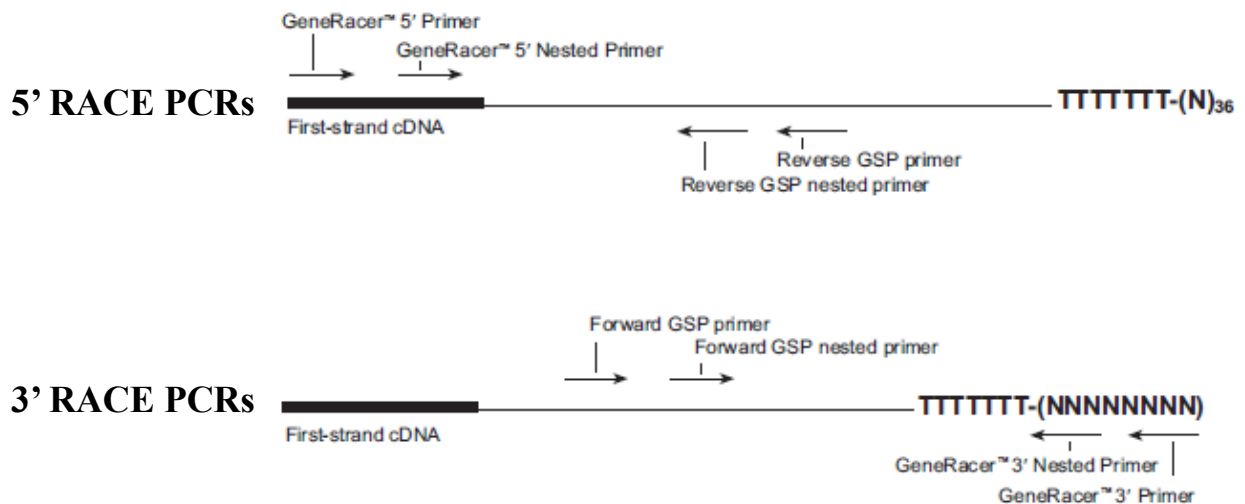 GeneRacer™ 5′ Primer
GeneRacer™ 5′ Nested Primer
5’ RACE PCRs
TTTTTTT-(N)36
First-strand cDNA
Reverse GSP primer
Reverse GSP nested primer
Forward GSP primer
Forward GSP nested primer
3’ RACE PCRs
TTTTTTT-(NNNNNNNN)
First-strand cDNA
GeneRacer™ 3′ Nested Primer
GeneRacer™ 3′ Primer